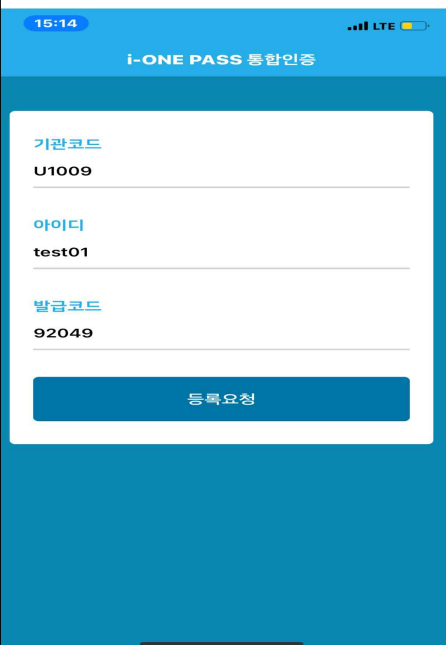 15:14
LTE
i-ONE PASS 통합인증
기관코드
U1009
아이디
test01
발급코드
92049
등록요청